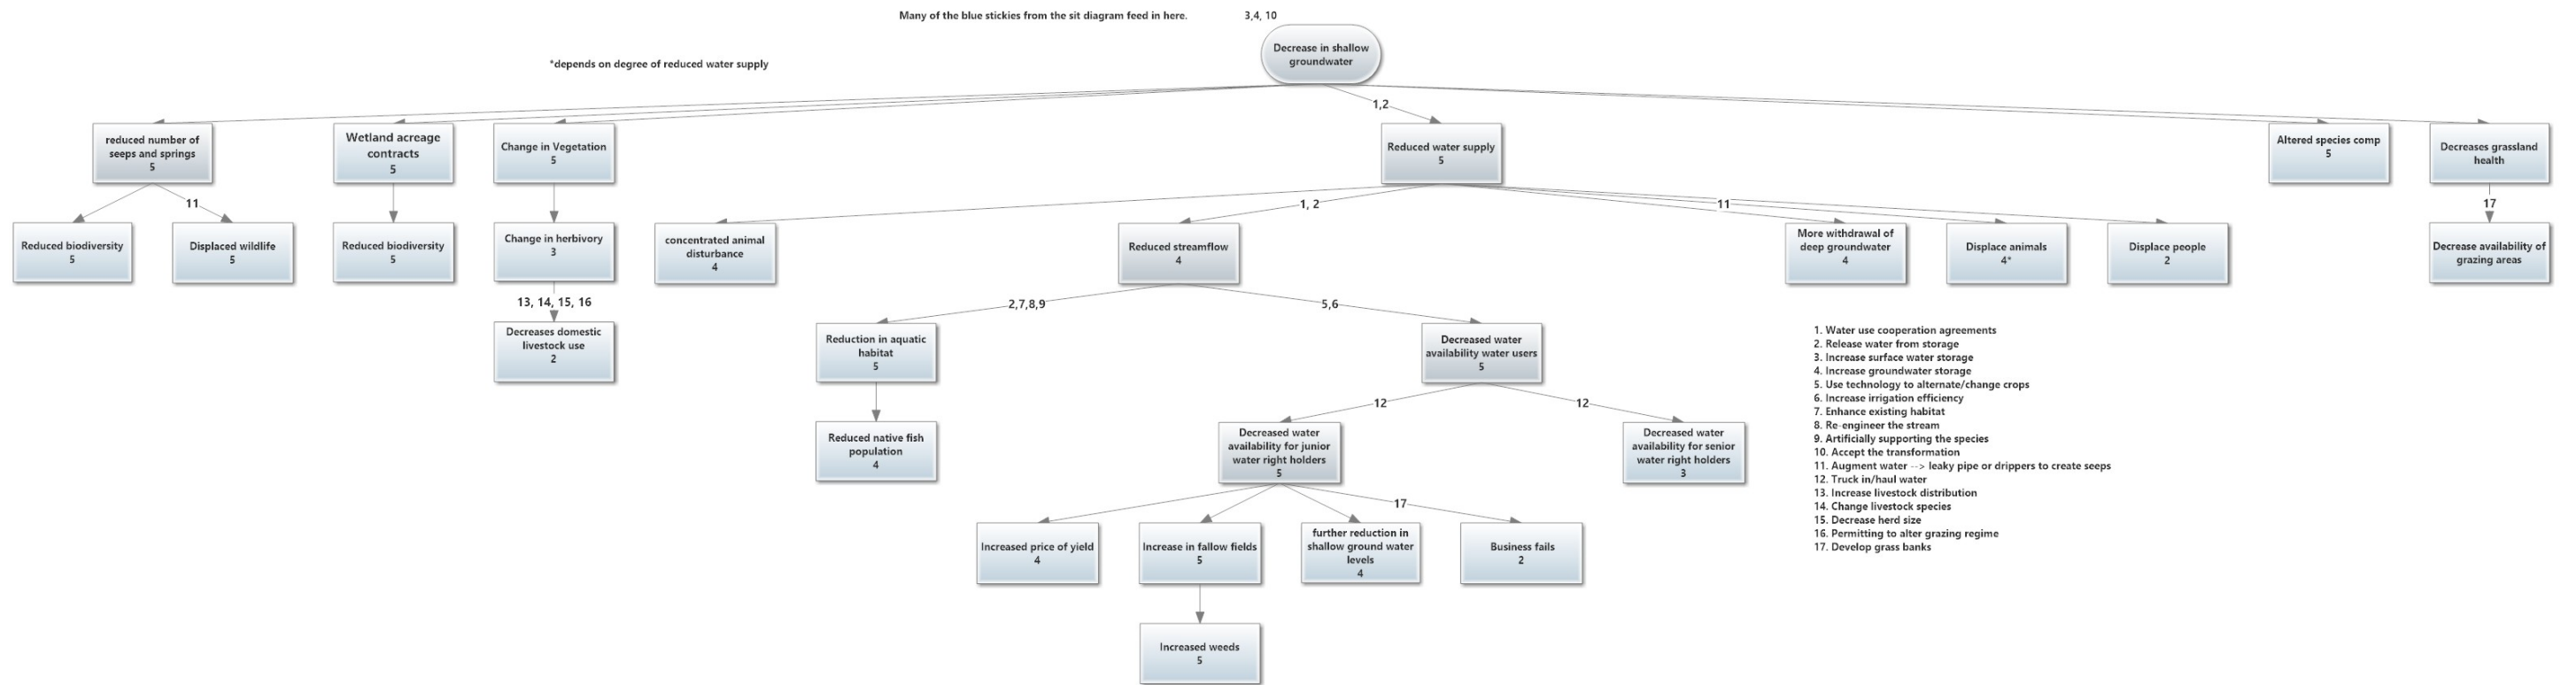 Many of the blue stickies from the sit diagram feed in here.
3,4, 10
Decrease in shallow
groundwater
*depends on degree of reduced water supply
1,2
reduced number of
seeps and springs
5
Wetland acreage
contracts
5
Change in Vegetation
5
Reduced water supply
5
Altered species comp
5
Decreases grassland
health
11
1, 2
11
17
Reduced biodiversity
5
Displaced wildlife
5
Reduced biodiversity
5
Change in herbivory
3
concentrated animal
disturbance
4
Reduced streamflow
4
More withdrawal of
deep groundwater
4
Displace animals
4*
Displace people
2
Decrease availability of
grazing areas
13, 14, 15, 16
2,7,8,9
5,6
Decreases domestic
livestock use
2
Reduction in aquatic
habitat
5
Decreased water
availability water users
5
12
12
Reduced native fish
population
4
Decreased water
availability for junior
water right holders
5
Decreased water
availability for senior
water right holders
3
17
Increased price of yield
4
Increase in fallow fields
5
further reduction in
shallow ground water
levels
4
Business fails
2
Increased weeds
5
1. Water use cooperation agreements
2. Release water from storage
3. Increase surface water storage
4. Increase groundwater storage
5. Use technology to alternate/change crops
6. Increase irrigation efficiency
7. Enhance existing habitat
8. Re-engineer the stream
9. Artificially supporting the species
10. Accept the transformation
11. Augment water --> leaky pipe or drippers to create seeps
12. Truck in/haul water
13. Increase livestock distribution
14. Change livestock species
15. Decrease herd size
16. Permitting to alter grazing regime
17. Develop grass banks